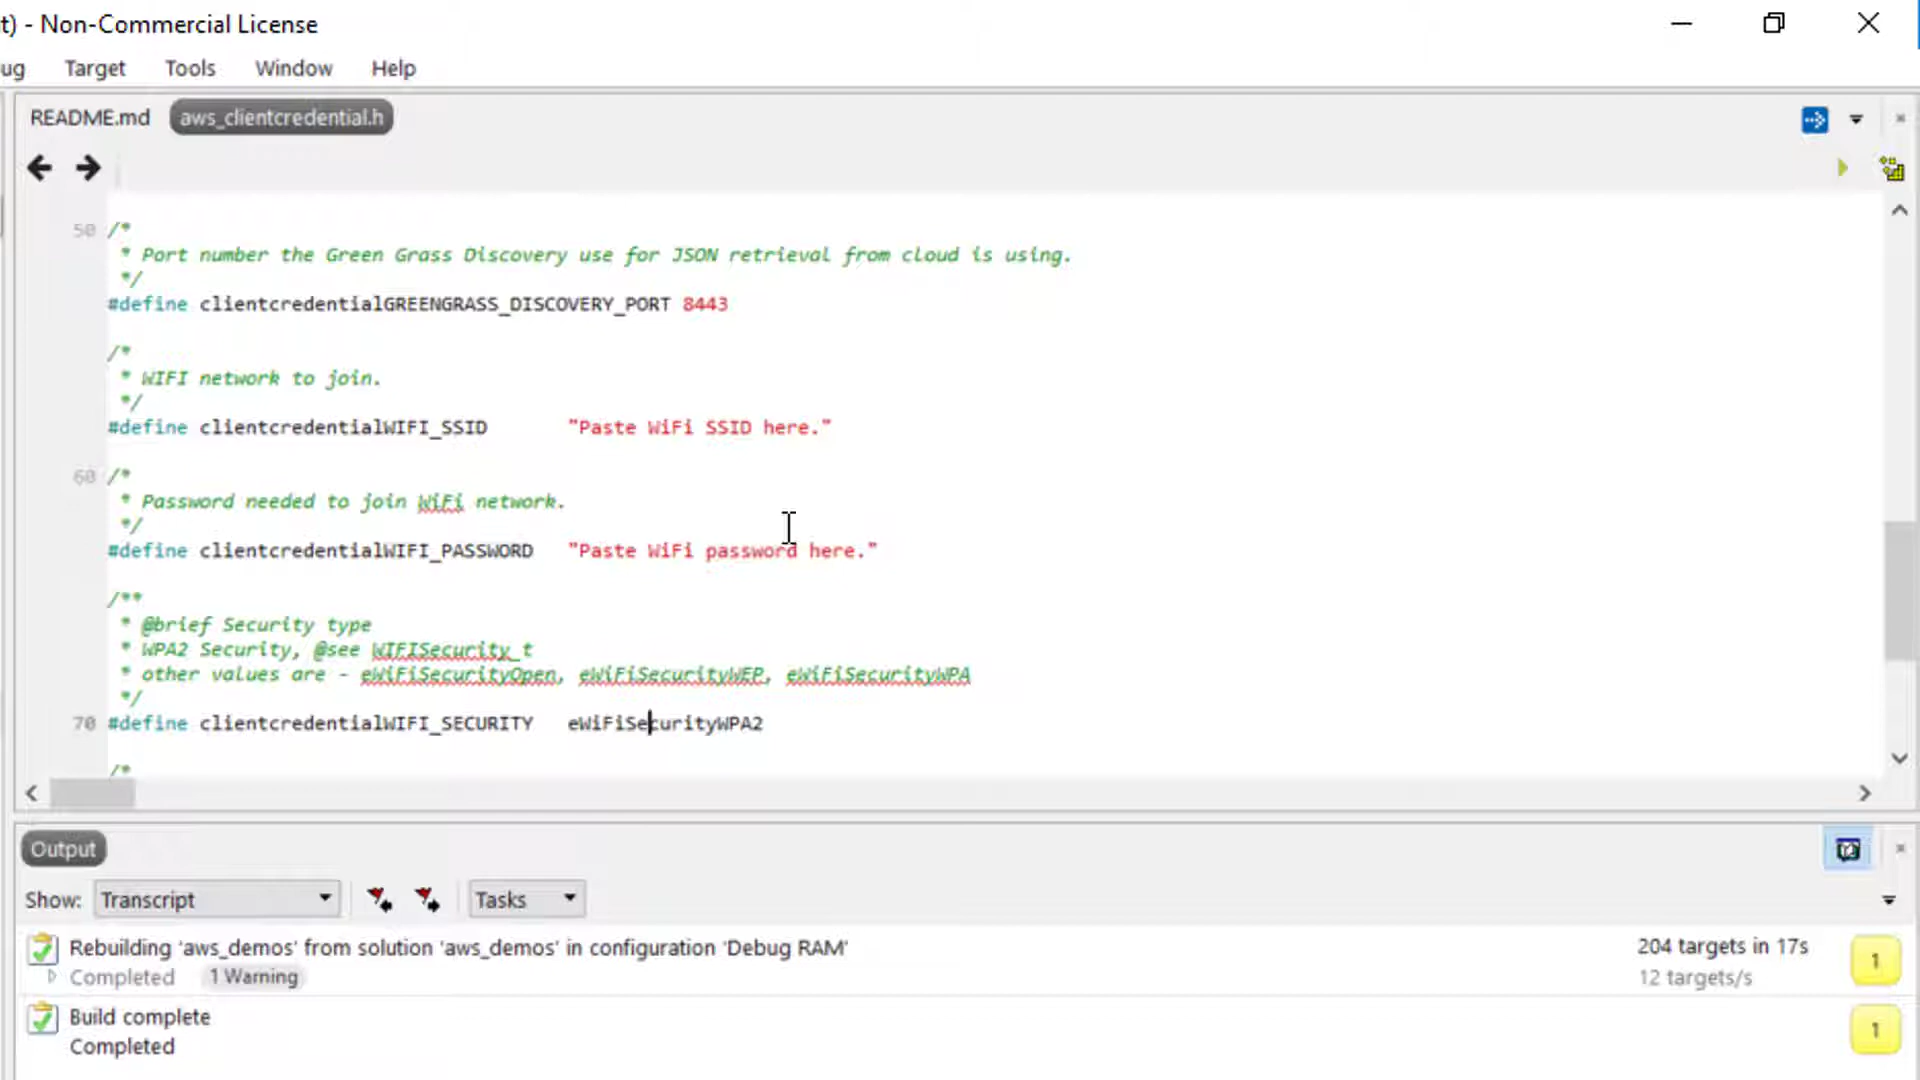 t) - Non-Commercial License
ug Target Tools Window Help
README.md aws_clientcredential.h
50 /*
* Port number the Green Grass Discovery use for JSON retrieval from cloud is using.
*/
#define clientcredentialGREENGRASS_DISCOVERY_PORT 8443
/*
* WIFI network to join.
*/
#define clientcredentialWIFI_SSID "Paste WiFi SSID here."
60 /*
* Password needed to join WiFi network.
*/
#define clientcredentialWIFI_PASSWORD "Paste WiFi password here."
/**
* @brief Security type
* WPA2 Security, @see WIFISecurity_t
* other values are - eWiFiSecurityOpen, eWiFiSecurityWEP, eWiFiSecurityWPA
*/
70 #define clientcredentialWIFI_SECURITY eWiFiSecurityWPA2
/*
Output
Show: Transcript Tasks
Rebuilding 'aws_demos' from solution 'aws_demos' in configuration 'Debug RAM' 204 targets in 17s 1
Completed 1 Warning 12 targets/s
Build complete 1
Completed